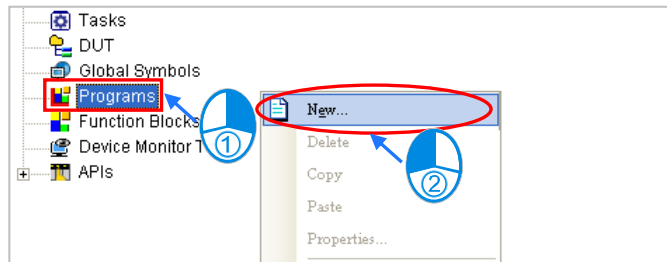 Tasks
DUT
Global Symbols
Programs
Function Blocks
Device Monitor T
APIs
①
New...
Delete
Copy
Paste
Properties...
②